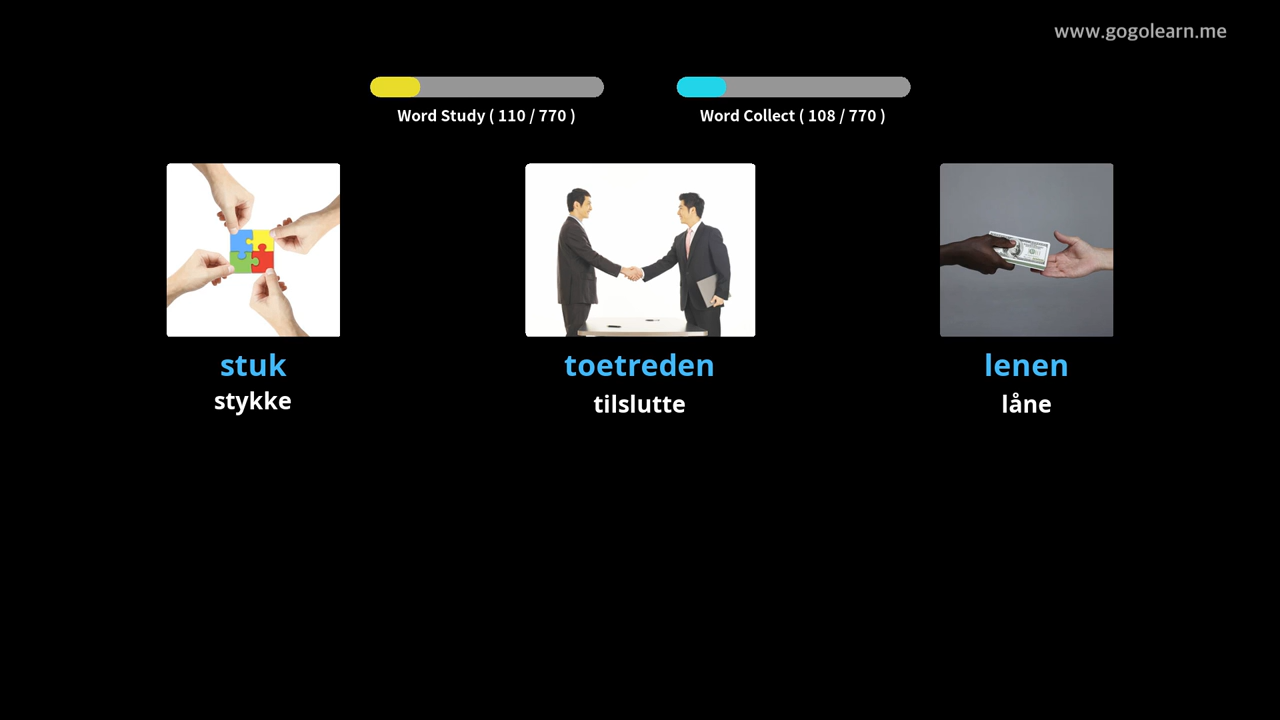 www.gogolearn.me
Word Study ( 110 / 770 )
Word Collect ( 108 / 770 )
stuk
toetreden
lenen
stykke
tilslutte
låne